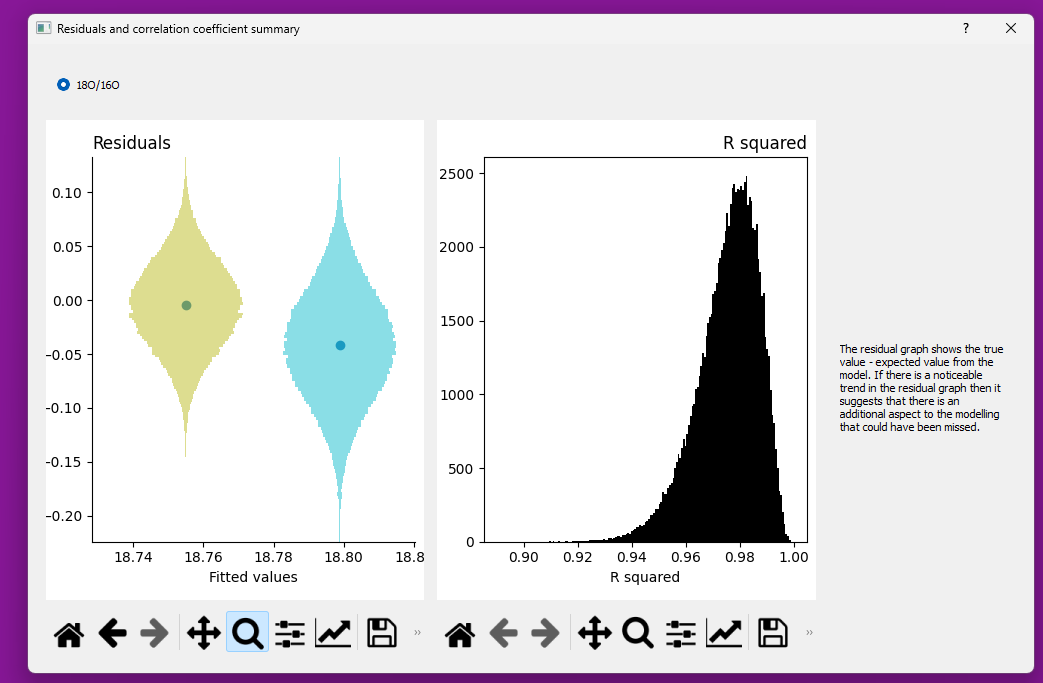 Residuals and correlation coefficient summary
?
18O/16O
Residuals
0.10
0.05
0.00
-0.05
-0.10
-0.15
-0.20
18.74 18.76 18.78 18.80 18.8
Fitted values
R squared
2500
2000
1500
1000
500
0
0.90 0.92 0.94 0.96 0.98 1.00
R squared
The residual graph shows the true
value - expected value from the
model. If there is a noticeable
trend in the residual graph then it
suggests that there is an
additional aspect to the modelling
that could have been missed.
»
»